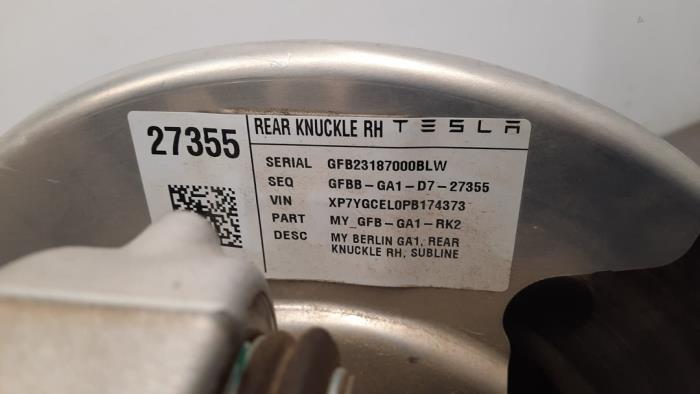 27355
REAR KNUCKLE RH TESLA
SERIAL GFB23187000BLW
SEQ GFBB-GA1-D7-27355
VIN XP7YGCEL0PB174373
PART MY_GFB-GA1-RK2
DESC MY BERLIN GA1, REAR
KNUCKLE RH, SUBLINE